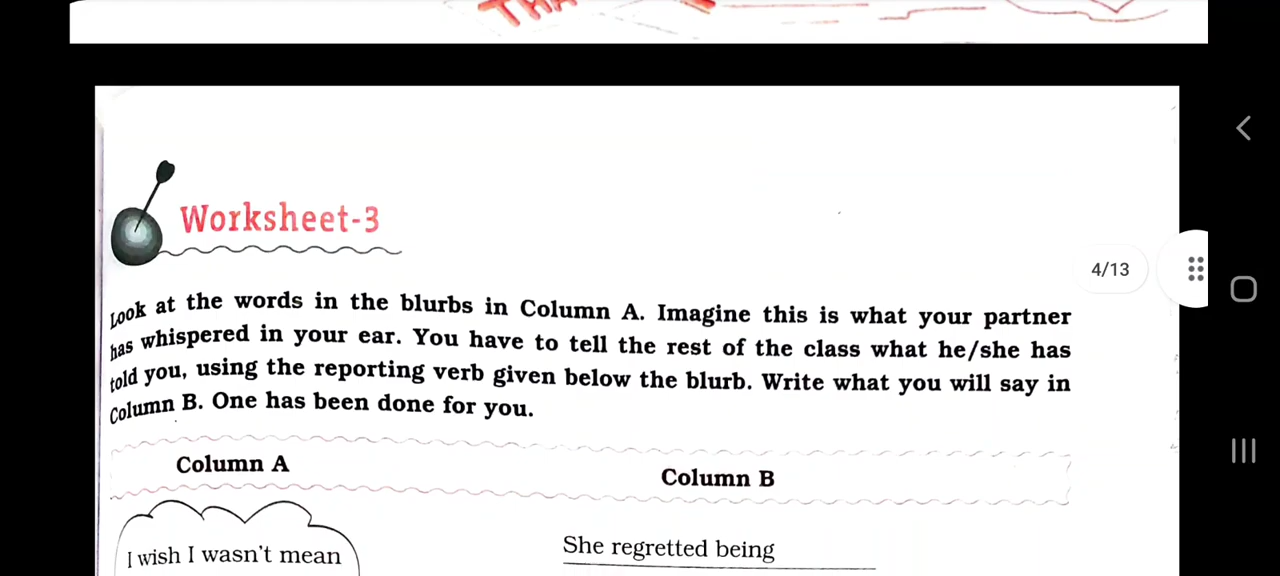 THA
Worksheet-3
4/13
Look at the words in the blurbs in Column A. Imagine this is what your partner
has whispered in your ear. You have to tell the rest of the class what he/she has
told you, using the reporting verb given below the blurb. Write what you will say in
Column B. One has been done for you.
Column A
Column B
I wish I wasn't mean
She regretted being